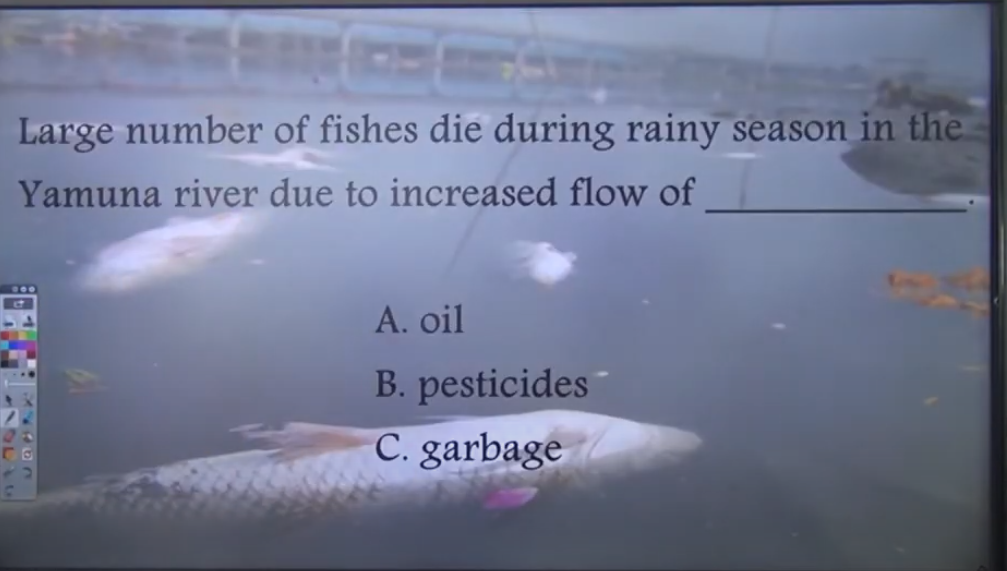 Large number of fishes die during rainy season in the
Yamuna river due to increased flow of ____________.
A. oil
B. pesticides
C. garbage